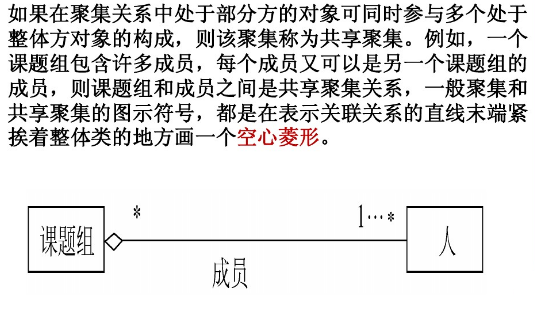 如果在聚集关系中处于部分方的对象可同时参与多个处于
整体方对象的构成，则该聚集称为共享聚集。例如，一个
课题组包含许多成员，每个成员又可以是另一个课题组的
成员，则课题组和成员之间是共享聚集关系，一般聚集和
共享聚集的图示符号，都是在表示关联关系的直线末端紧
挨着整体类的地方画一个空心菱形。
* 1…*
课题组 人
成员